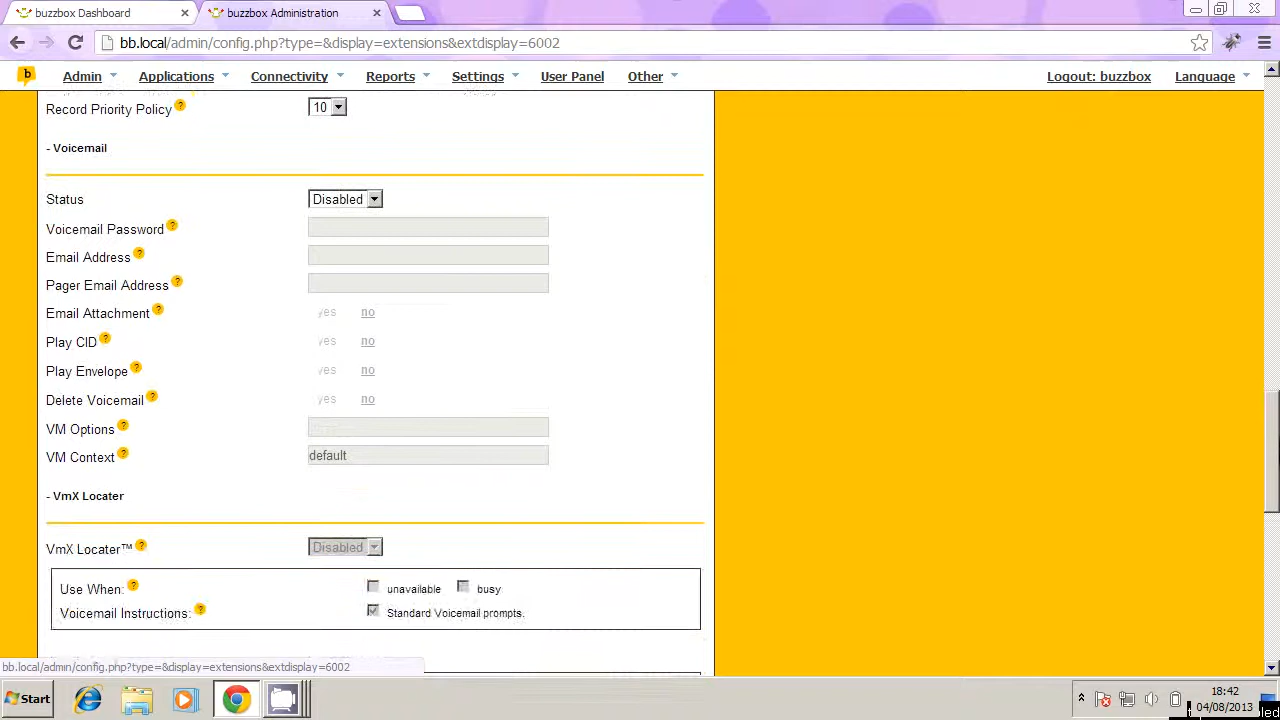 buzzbox Dashboard
buzzbox Administration
bb.local/admin/config.php?type=&display=extensions&extdisplay=6002
b Admin Applications Connectivity Reports Settings User Panel Other Logout: buzzbox Language
Record Priority Policy ? 10
- Voicemail
Status Disabled
Voicemail Password ?
Email Address ?
Pager Email Address ?
Email Attachment ? yes no
Play CID ? yes no
Play Envelope ? yes no
Delete Voicemail ? yes no
VM Options ?
VM Context ? default
- VmX Locater
VmX Locater™ ? Disabled
Use When: ? unavailable busy
Voicemail Instructions: ? Standard Voicemail prompts.
bb.local/admin/config.php?type=&display=extensions&extdisplay=6002
Start
18:42
04/08/2013